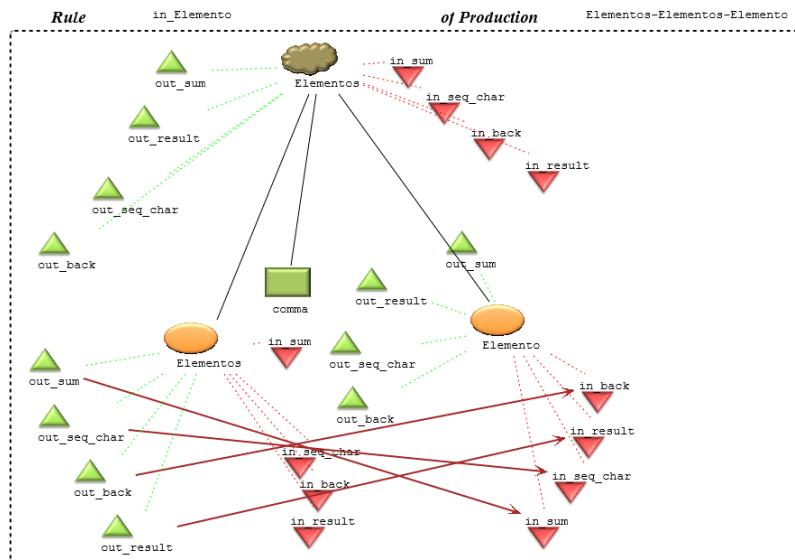 Rule in_Elemento of Production Elementos-Elementos-Elemento
in_sum
out_sum
Elementos
in_seq_char
out_result
in_back
in_result
out_seq_char
out_back
out_sum
out_result
comma
in_sum
Elemento
out_seq_char
Elementos
out_sum
in_back
out_back
out_seq_char
in_result
in_seq_char
in_seq_char
in_back
out_back
in_result
in_sum
out_result